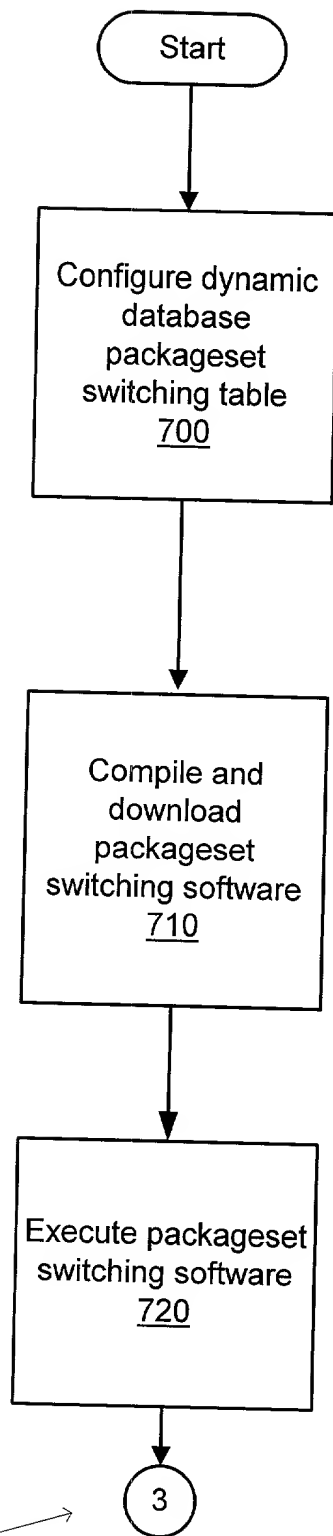 Start
Configure dynamic
database
packageset
switching table
700
Compile and
download
packageset
switching software
710
Execute packageset
switching software
720
3